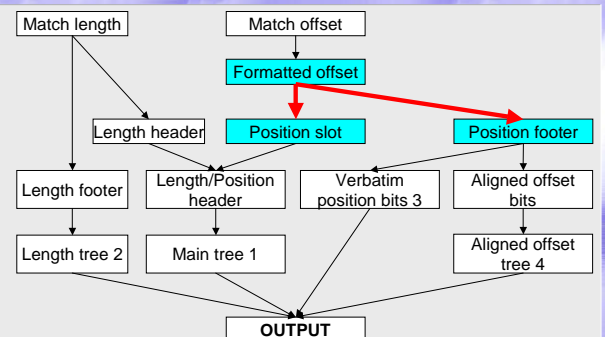 Match length
Match offset
Formatted offset
Length header
Position slot
Position footer
Length footer
Length/Position
header
Verbatim
position bits 3
Aligned offset
bits
Length tree 2
Main tree 1
Aligned offset
tree 4
OUTPUT